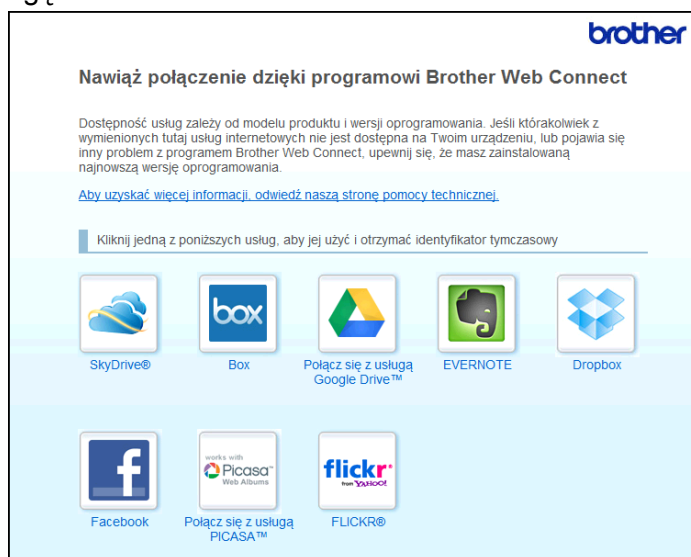 brother
Nawiąż połączenie dzięki programowi Brother Web Connect
Dostępność usług zależy od modelu produktu i wersji oprogramowania. Jeśli którakolwiek z
wymienionych tutaj usług internetowych nie jest dostępna na Twoim urządzeniu, lub pojawia się
inny problem z programem Brother Web Connect, upewnij się, że masz zainstalowaną
najnowszą wersję oprogramowania.
Aby uzyskać więcej informacji, odwiedź naszą stronę pomocy technicznej.
Kliknij jedną z poniższych usług, aby jej użyć i otrzymać identyfikator tymczasowy
box
SkyDrive® Box Połącz się z usługą EVERNOTE Dropbox
Google Drive™
f works with
Picasa™
Web Albums
flickr
from YAHOO!
Facebook Połącz się z usługą FLICKR®
PICASA™